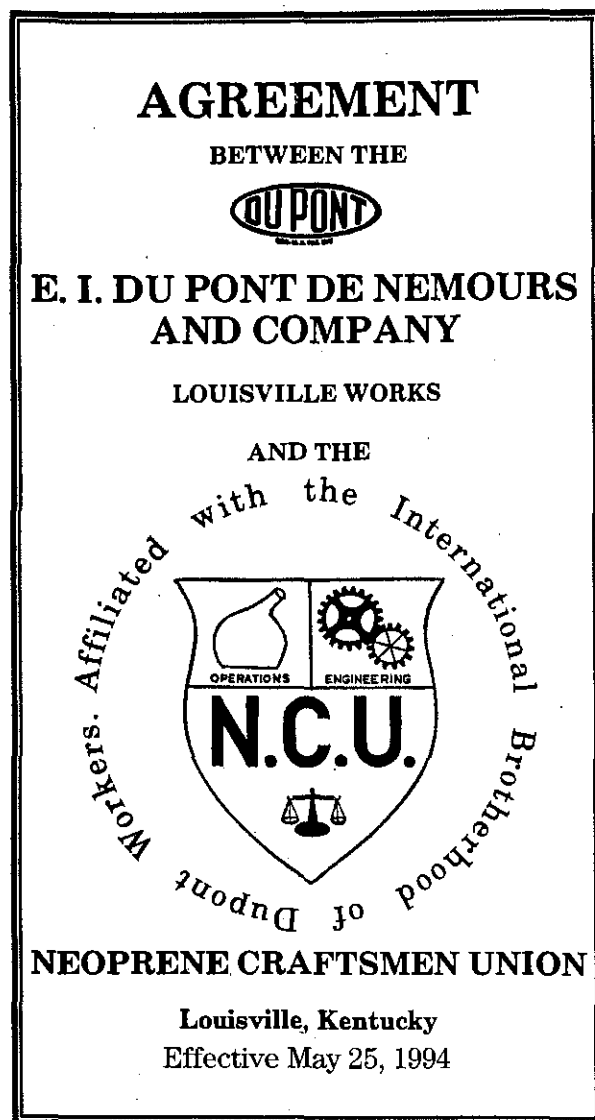 AGREEMENT
BETWEEN THE
DU PONT
E. I. DU PONT DE NEMOURS
AND COMPANY
LOUISVILLE WORKS
AND THE
Affiliated with the International Brotherhood of Dupont Workers.
OPERATIONS ENGINEERING
N.C.U.
NEOPRENE CRAFTSMEN UNION
Louisville, Kentucky
Effective May 25, 1994